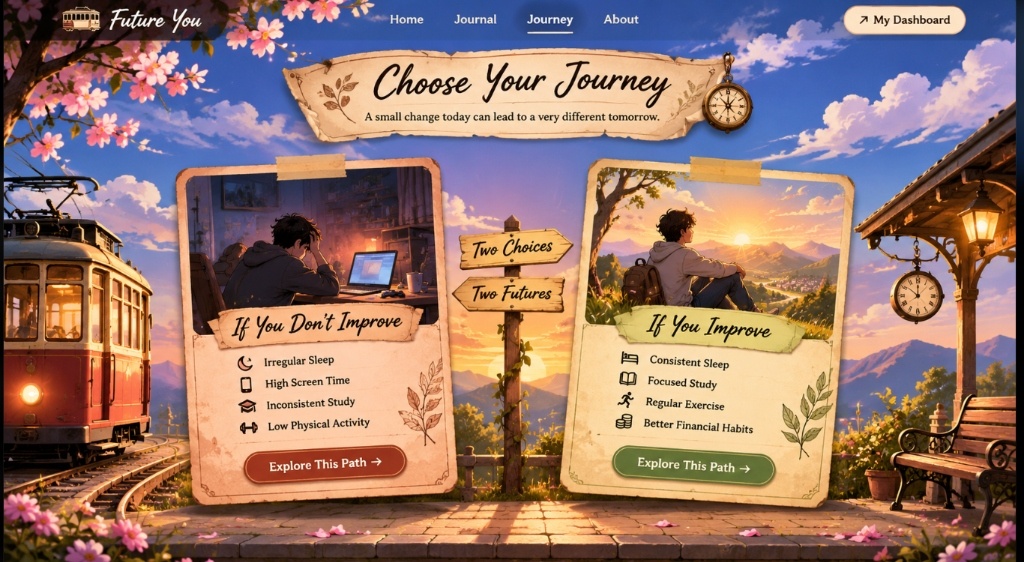 Future You
Home
Journal
Journey
About
↗ My Dashboard
Choose Your Journey
A small change today can lead to a very different tomorrow.
Two Choices
Two Futures
If You Don't Improve
Irregular Sleep
High Screen Time
Inconsistent Study
Low Physical Activity
Explore This Path →
If You Improve
Consistent Sleep
Focused Study
Regular Exercise
Better Financial Habits
Explore This Path →